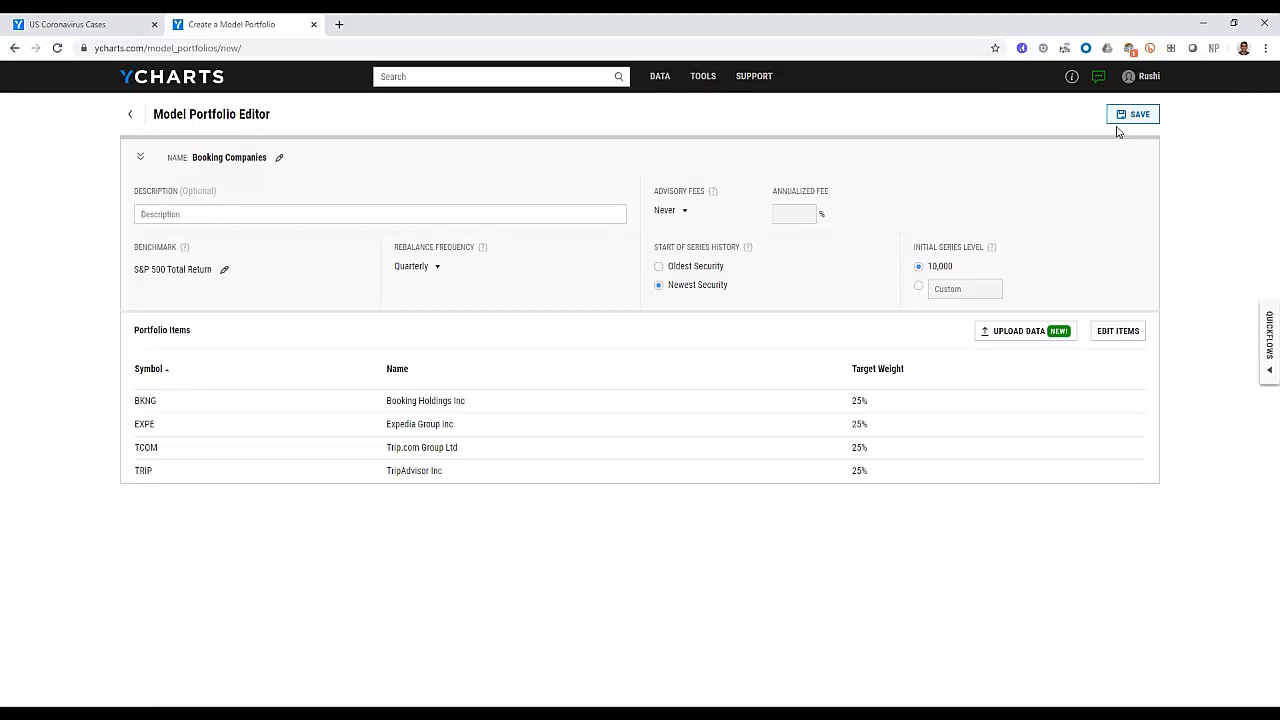 US Coronavirus Cases
Create a Model Portfolio
ycharts.com/model_portfolios/new/
NP
YCHARTS
Search
DATA
TOOLS
SUPPORT
Rushi
Model Portfolio Editor
SAVE
NAME Booking Companies
DESCRIPTION (Optional)
Description
ADVISORY FEES (?)
Never
ANNUALIZED FEE
%
BENCHMARK (?)
S&P 500 Total Return
REBALANCE FREQUENCY (?)
Quarterly
START OF SERIES HISTORY (?)
Oldest Security
Newest Security
INITIAL SERIES LEVEL (?)
10,000
Custom
QUICKFLOWS
Portfolio Items
UPLOAD DATA NEW!
EDIT ITEMS
Symbol Name Target Weight
BKNG Booking Holdings Inc 25%
EXPE Expedia Group Inc 25%
TCOM Trip.com Group Ltd 25%
TRIP TripAdvisor Inc 25%